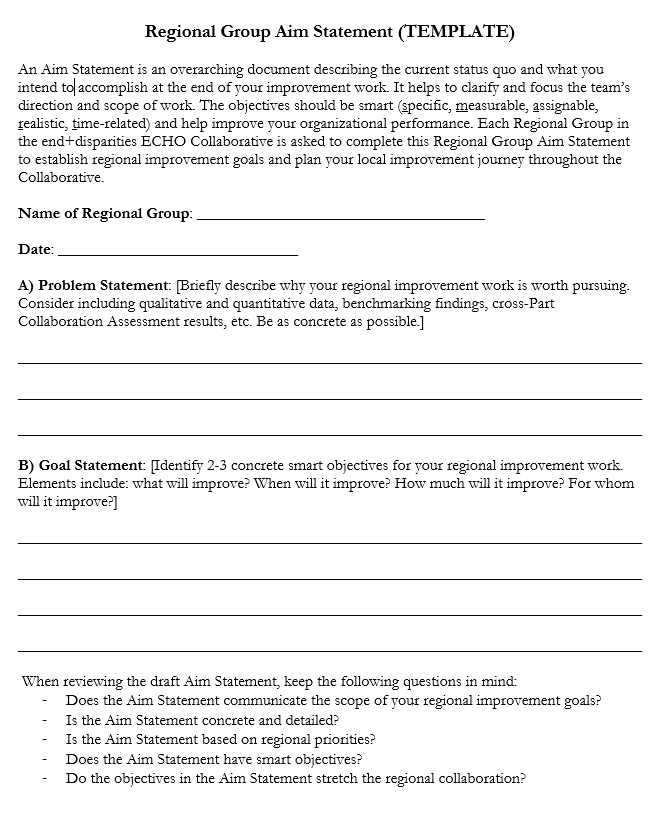 Regional Group Aim Statement (TEMPLATE)
An Aim Statement is an overarching document describing the current status quo and what you
intend to accomplish at the end of your improvement work. It helps to clarify and focus the team's
direction and scope of work. The objectives should be smart (specific, measurable, assignable,
realistic, time-related) and help improve your organizational performance. Each Regional Group in
the end+disparities ECHO Collaborative is asked to complete this Regional Group Aim Statement
to establish regional improvement goals and plan your local improvement journey throughout the
Collaborative.
Name of Regional Group: ________________________________________
Date: ________________________________
A) Problem Statement: [Briefly describe why your regional improvement work is worth pursuing.
Consider including qualitative and quantitative data, benchmarking findings, cross-Part
Collaboration Assessment results, etc. Be as concrete as possible.]
B) Goal Statement: [Identify 2-3 concrete smart objectives for your regional improvement work.
Elements include: what will improve? When will it improve? How much will it improve? For whom
will it improve?]
When reviewing the draft Aim Statement, keep the following questions in mind:
- Does the Aim Statement communicate the scope of your regional improvement goals?
- Is the Aim Statement concrete and detailed?
- Is the Aim Statement based on regional priorities?
- Does the Aim Statement have smart objectives?
- Do the objectives in the Aim Statement stretch the regional collaboration?